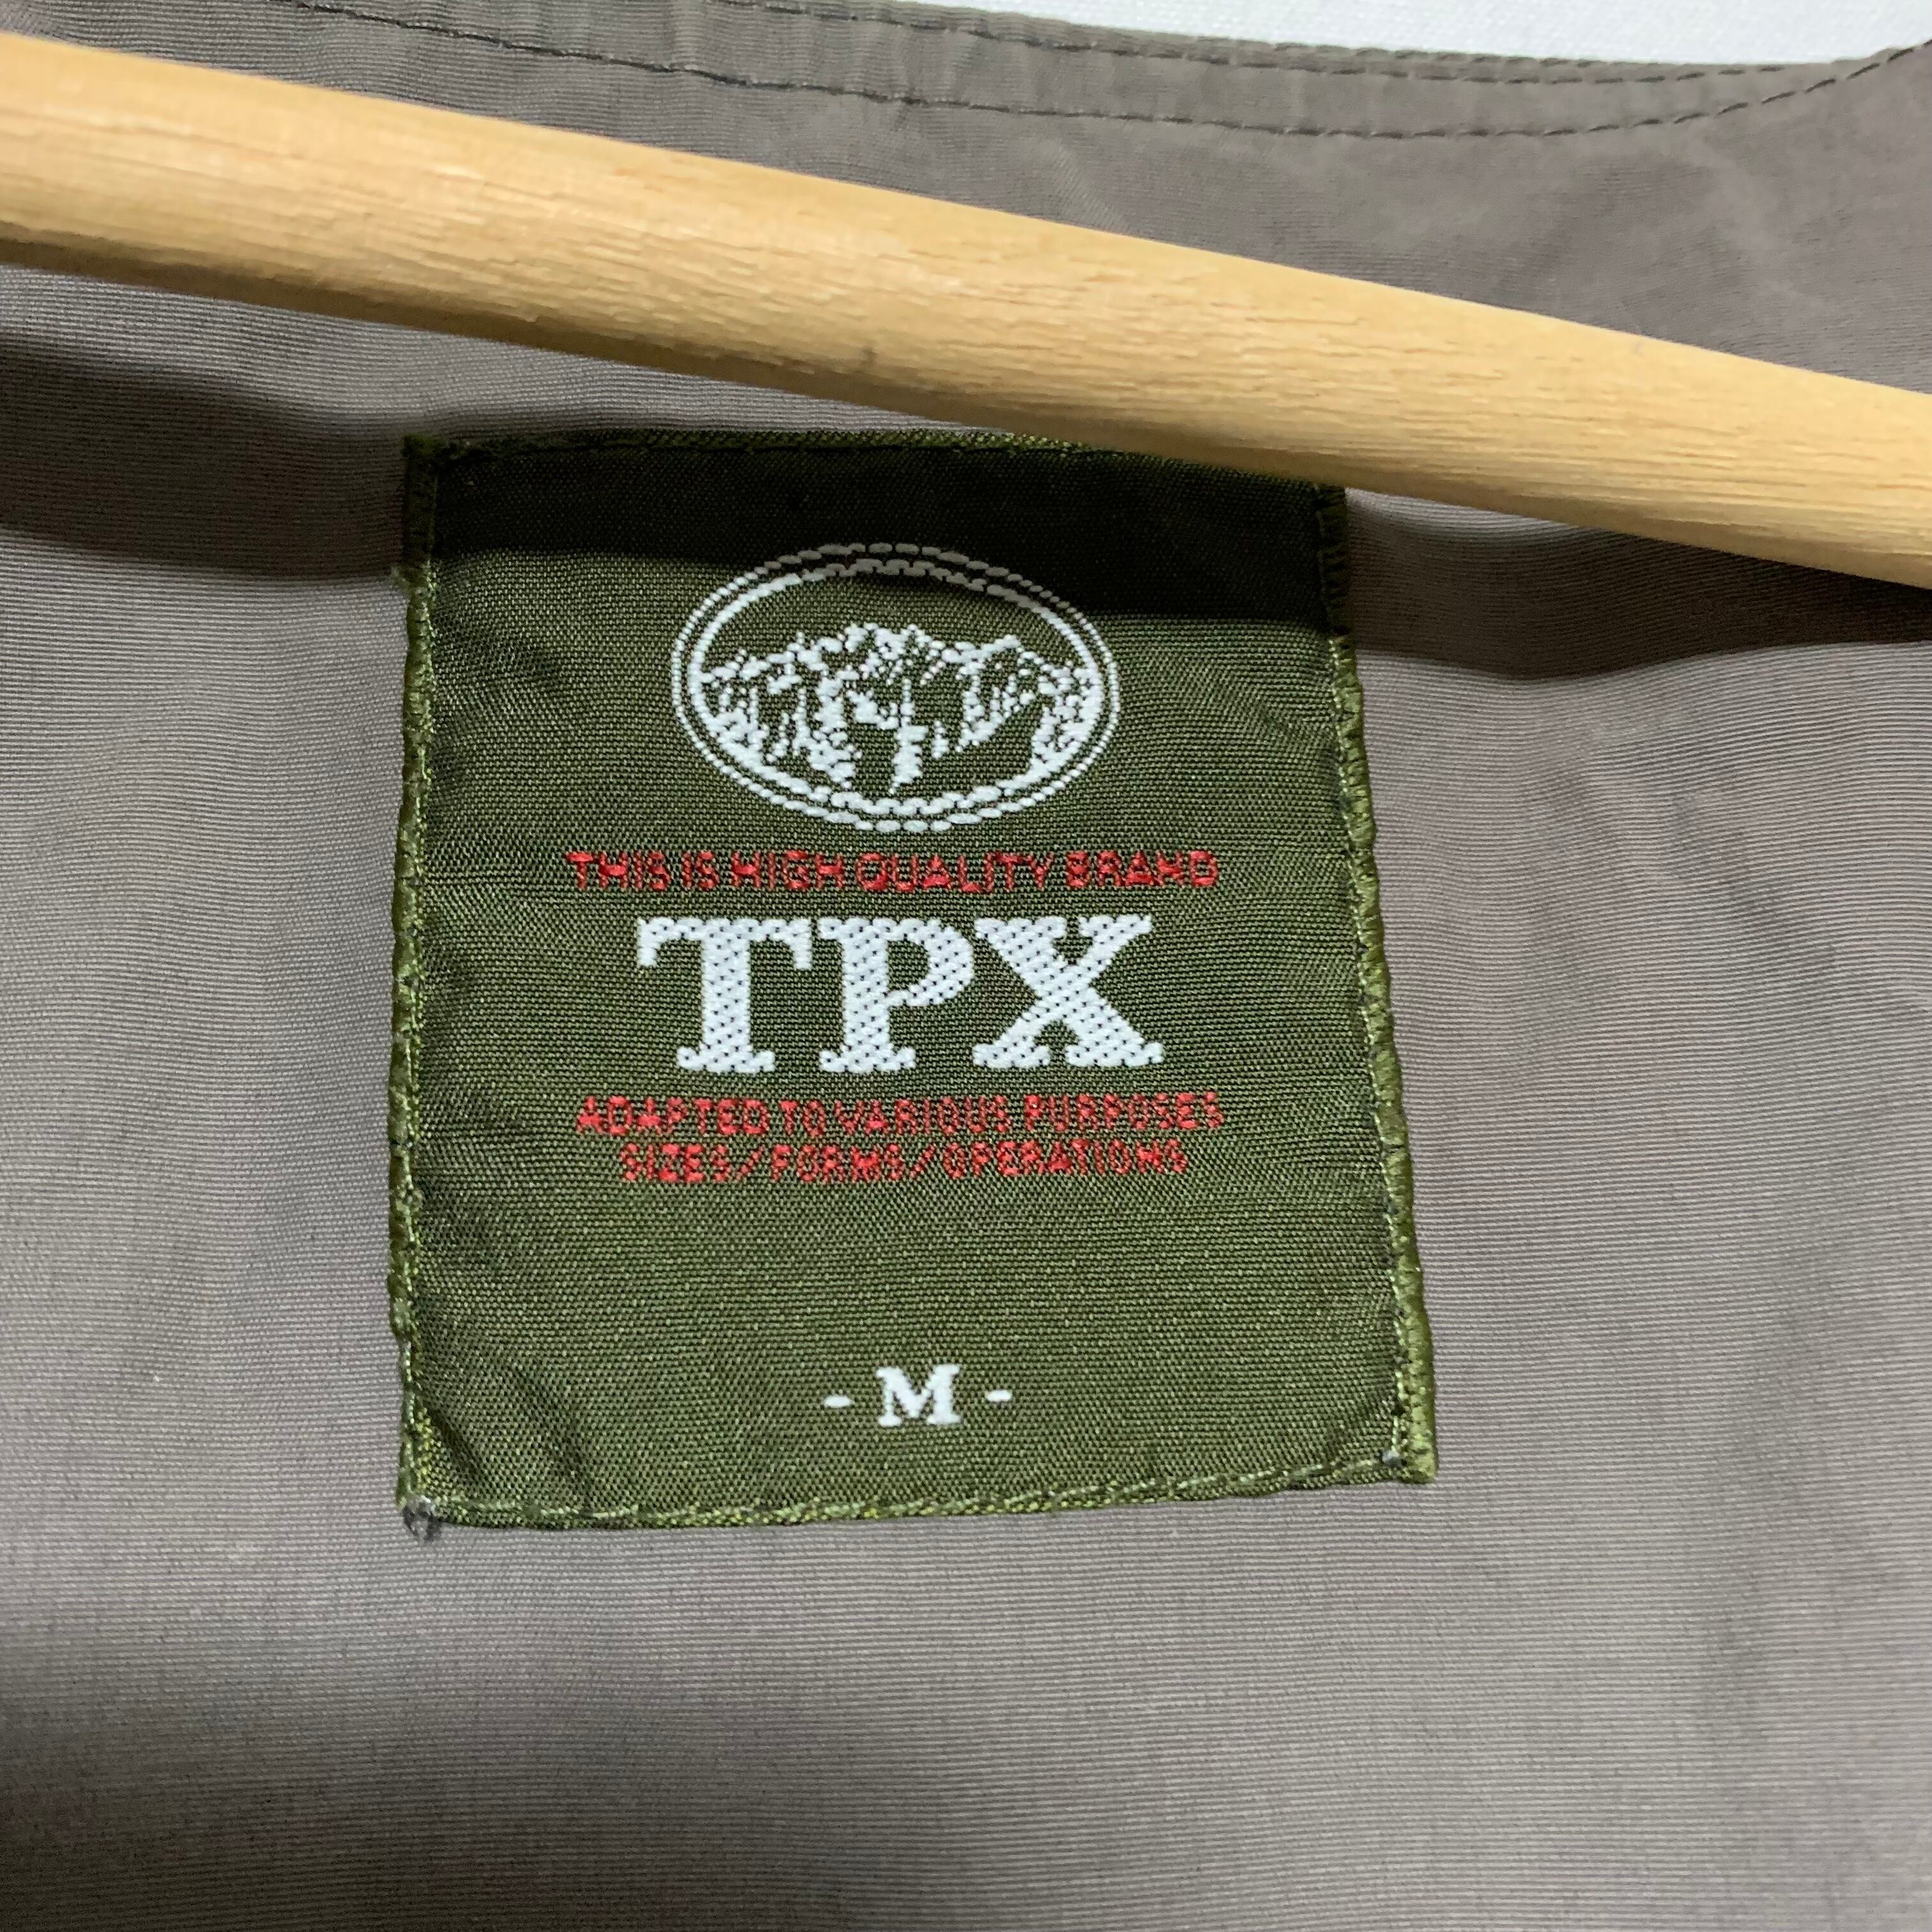 THIS IS HIGH QUALITY BRAND
TPX
ADAPTED TO VARIOUS PURPOSES
SIZES/FORMS/OPERATIONS
- M -